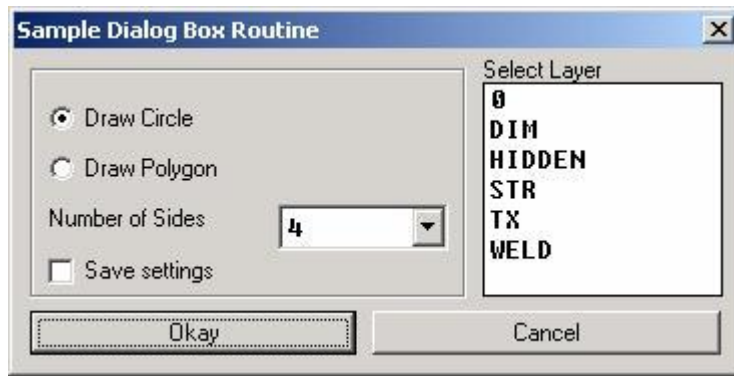 Sample Dialog Box Routine
Draw Circle
Draw Polygon
Number of Sides
4
Save settings
Select Layer
0
DIM
HIDDEN
STR
TX
WELD
Okay
Cancel